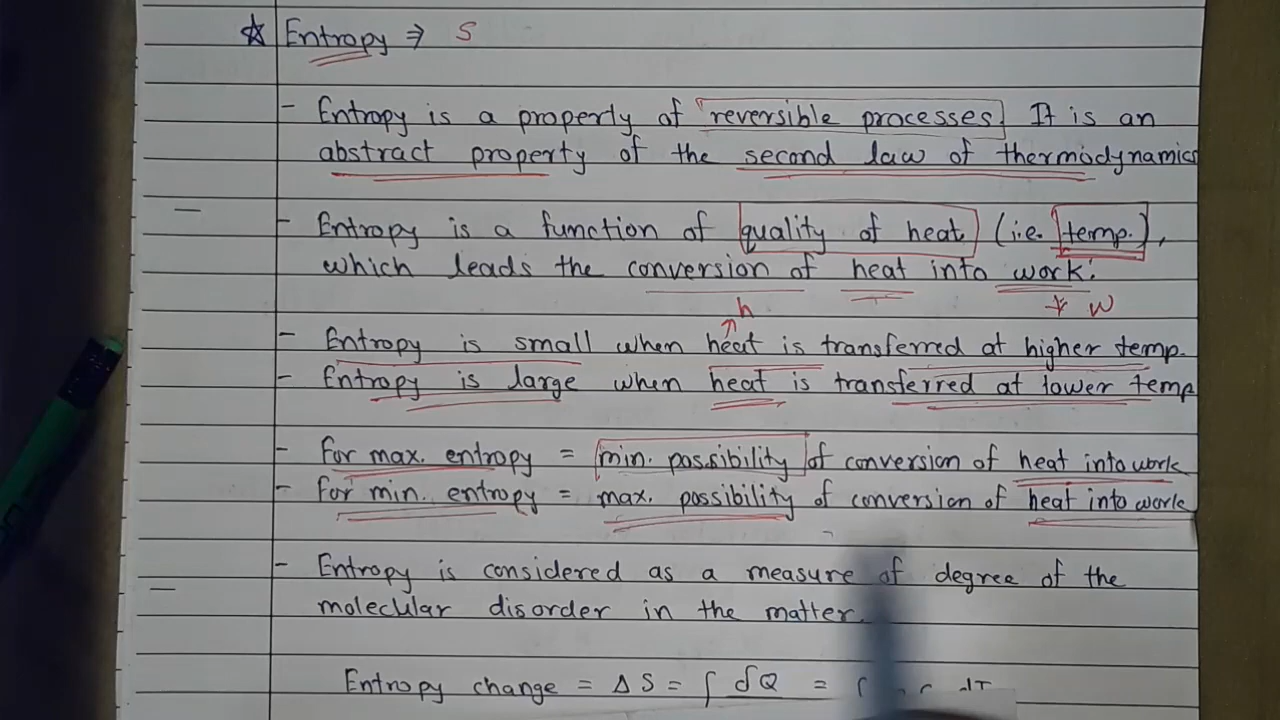 ☆ Entropy ⇒ S
- Entropy is a property of reversible processes. It is an
abstract property of the second law of thermodynamics
- Entropy is a function of quality of heat (i.e. temp.),
which leads the conversion of heat into work.
h
W
- Entropy is small when heat is transferred at higher temp.
- Entropy is large when heat is transferred at lower temp
- For max. entropy = min. possibility of conversion of heat into work
- For min. entropy = max. possibility of conversion of heat into work
- Entropy is considered as a measure of degree of the
molecular disorder in the matter.
Entropy change = ΔS = ∫ δQ = ∫ dT